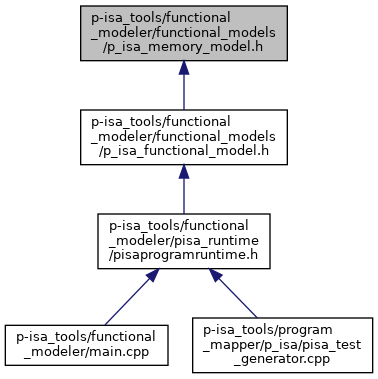 p-isa_tools/functional
_modeler/functional_models
/p_isa_memory_model.h
p-isa_tools/functional
_modeler/functional_models
/p_isa_functional_model.h
p-isa_tools/functional
_modeler/pisa_runtime
/pisaprogramruntime.h
p-isa_tools/functional
_modeler/main.cpp
p-isa_tools/program
_mapper/p_isa/pisa_test
_generator.cpp